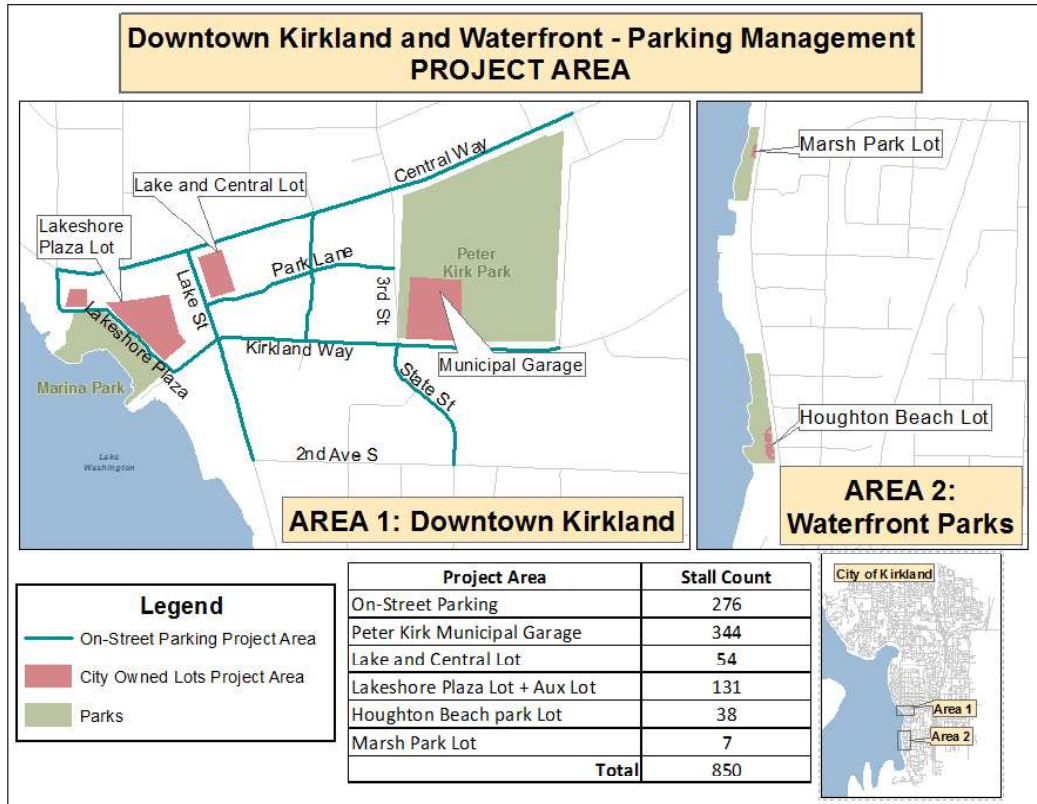 Downtown Kirkland and Waterfront - Parking Management
PROJECT AREA
Central Way
Lake and Central Lot
Lakeshore
Plaza Lot
Park Lane
Peter
Kirk Park
Lake St
3rd St
Lakeshore Plaza
Kirkland Way
Municipal Garage
Marina Park
State St
Lake
Washington
2nd Ave S
AREA 1: Downtown Kirkland
Marsh Park Lot
Houghton Beach Lot
AREA 2:
Waterfront Parks
Legend
On-Street Parking Project Area
City Owned Lots Project Area
Parks
Project Area Stall Count
On-Street Parking 276
Peter Kirk Municipal Garage 344
Lake and Central Lot 54
Lakeshore Plaza Lot + Aux Lot 131
Houghton Beach park Lot 38
Marsh Park Lot 7
Total 850
City of Kirkland
Area 1
Area 2